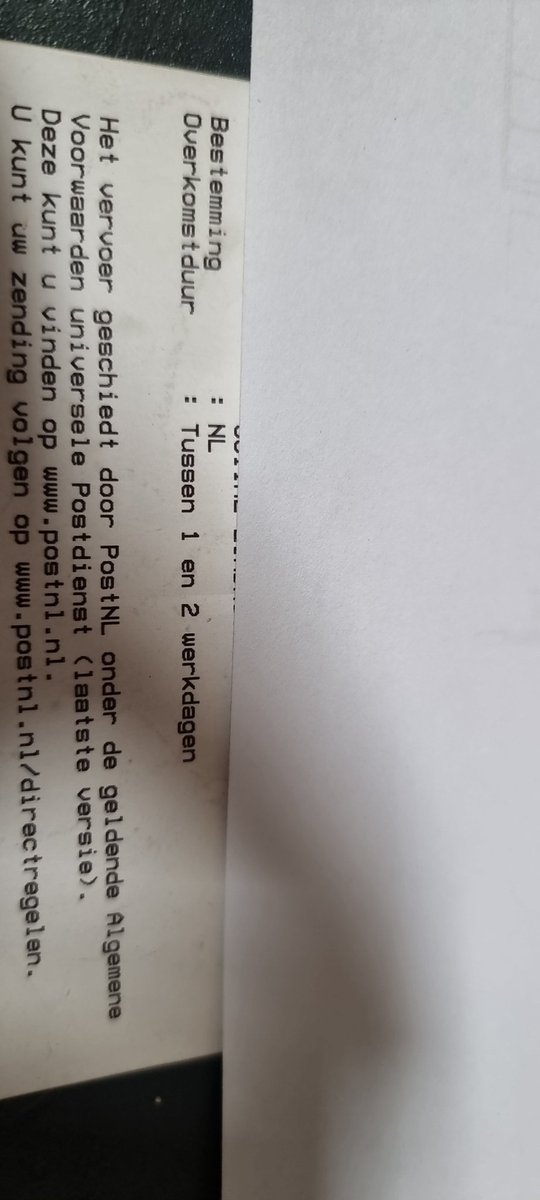 Bestemming : NL
Overkomstduur : Tussen 1 en 2 werkdagen
Het vervoer geschiedt door PostNL onder de geldende Algemene
Voorwaarden universele Postdienst (laatste versie).
Deze kunt u vinden op www.postnl.nl.
U kunt uw zending volgen op www.postnl.nl/directregelen.